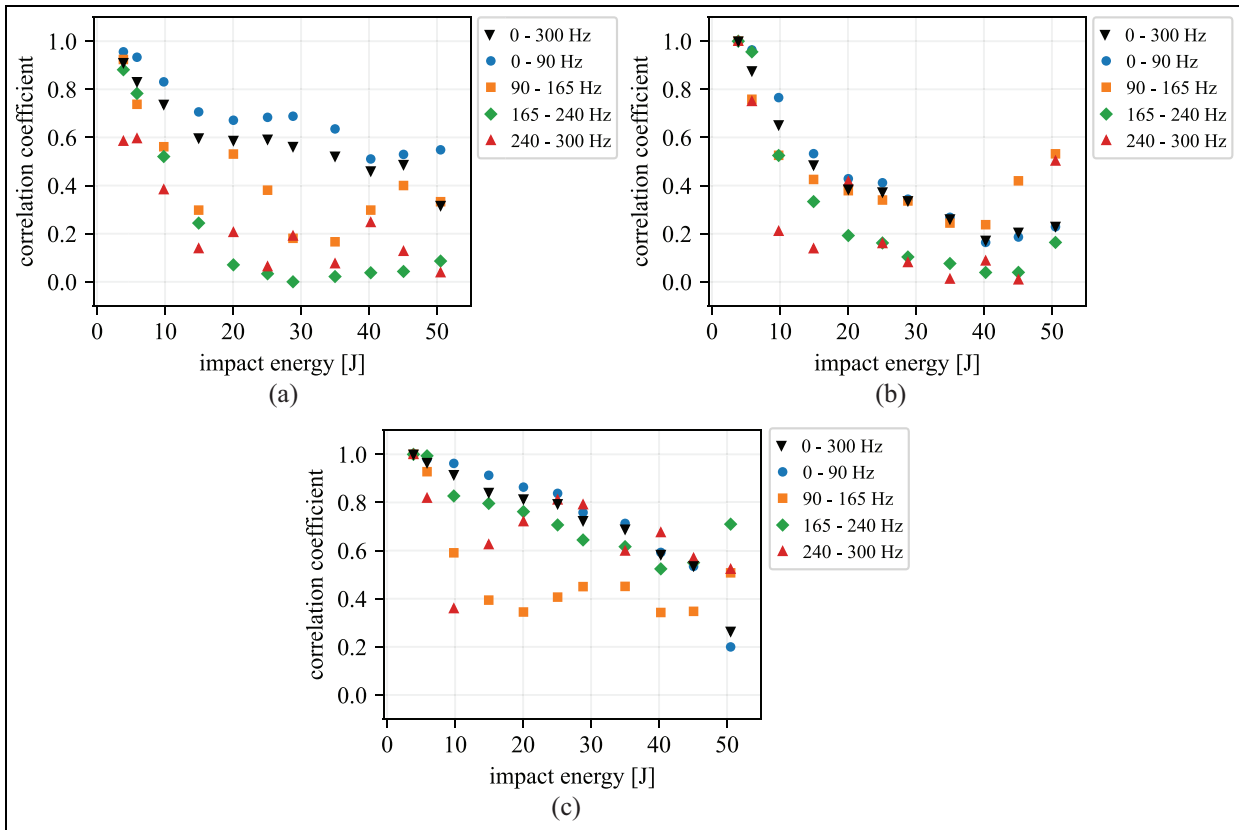 1.0
0.8
0.6
0.4
0.2
0.0
correlation coefficient
0 10 20 30 40 50
impact energy [J]
0 - 300 Hz
0 - 90 Hz
90 - 165 Hz
165 - 240 Hz
240 - 300 Hz
(a)
1.0
0.8
0.6
0.4
0.2
0.0
correlation coefficient
0 10 20 30 40 50
impact energy [J]
0 - 300 Hz
0 - 90 Hz
90 - 165 Hz
165 - 240 Hz
240 - 300 Hz
(b)
1.0
0.8
0.6
0.4
0.2
0.0
correlation coefficient
0 10 20 30 40 50
impact energy [J]
0 - 300 Hz
0 - 90 Hz
90 - 165 Hz
165 - 240 Hz
240 - 300 Hz
(c)